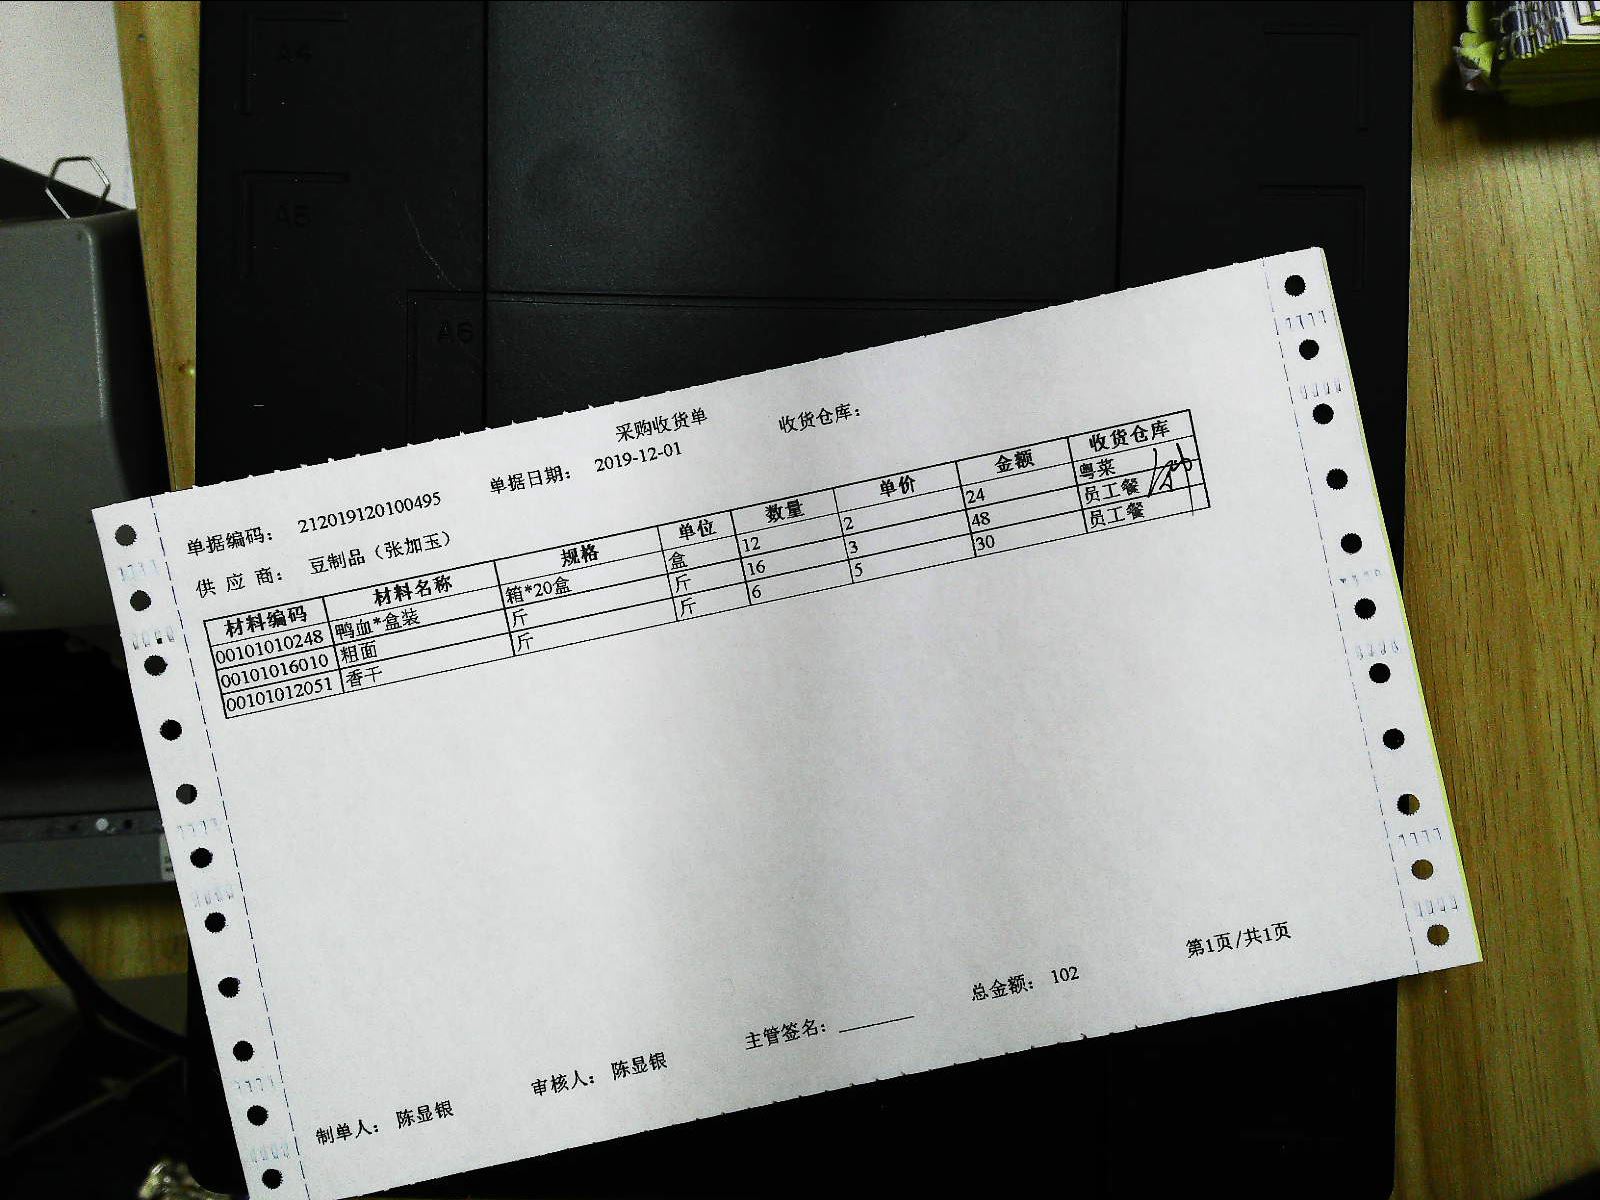 A4
A5
A6
采购收货单
单据编码： 212019120100495 单据日期： 2019-12-01 收货仓库：
供 应 商： 豆制品（张加玉）
材料编码 材料名称 规格 单位 数量 单价 金额 收货仓库
00101010248 鸭血*盒装 箱*20盒 盒 12 2 24 粤菜
00101016010 粗面 斤 斤 16 3 48 员工餐
00101012051 香干 斤 斤 6 5 30 员工餐
制单人： 陈显银 审核人： 陈显银 主管签名： 总金额： 102 第1页/共1页